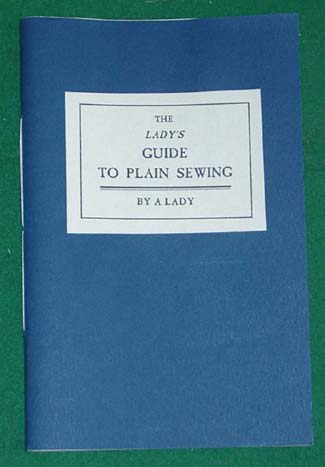 THE
LADY'S
GUIDE
TO PLAIN SEWING
BY A LADY